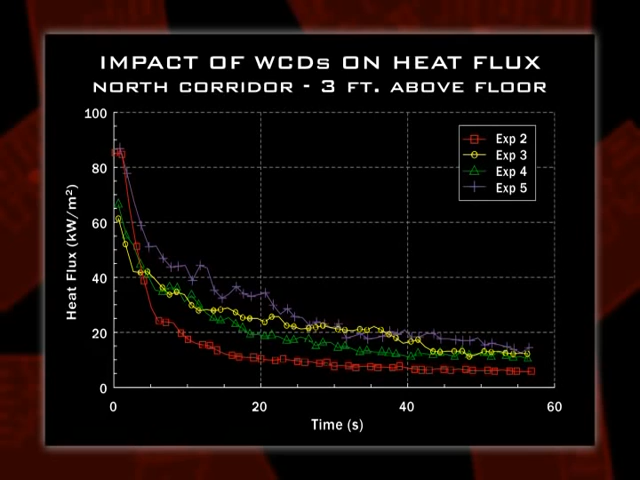 IMPACT OF WCDs ON HEAT FLUX
NORTH CORRIDOR - 3 FT. ABOVE FLOOR
100
80
60
40
20
0
Heat Flux (kW/m²)
Exp 2
Exp 3
Exp 4
Exp 5
0 20 40 60
Time (s)